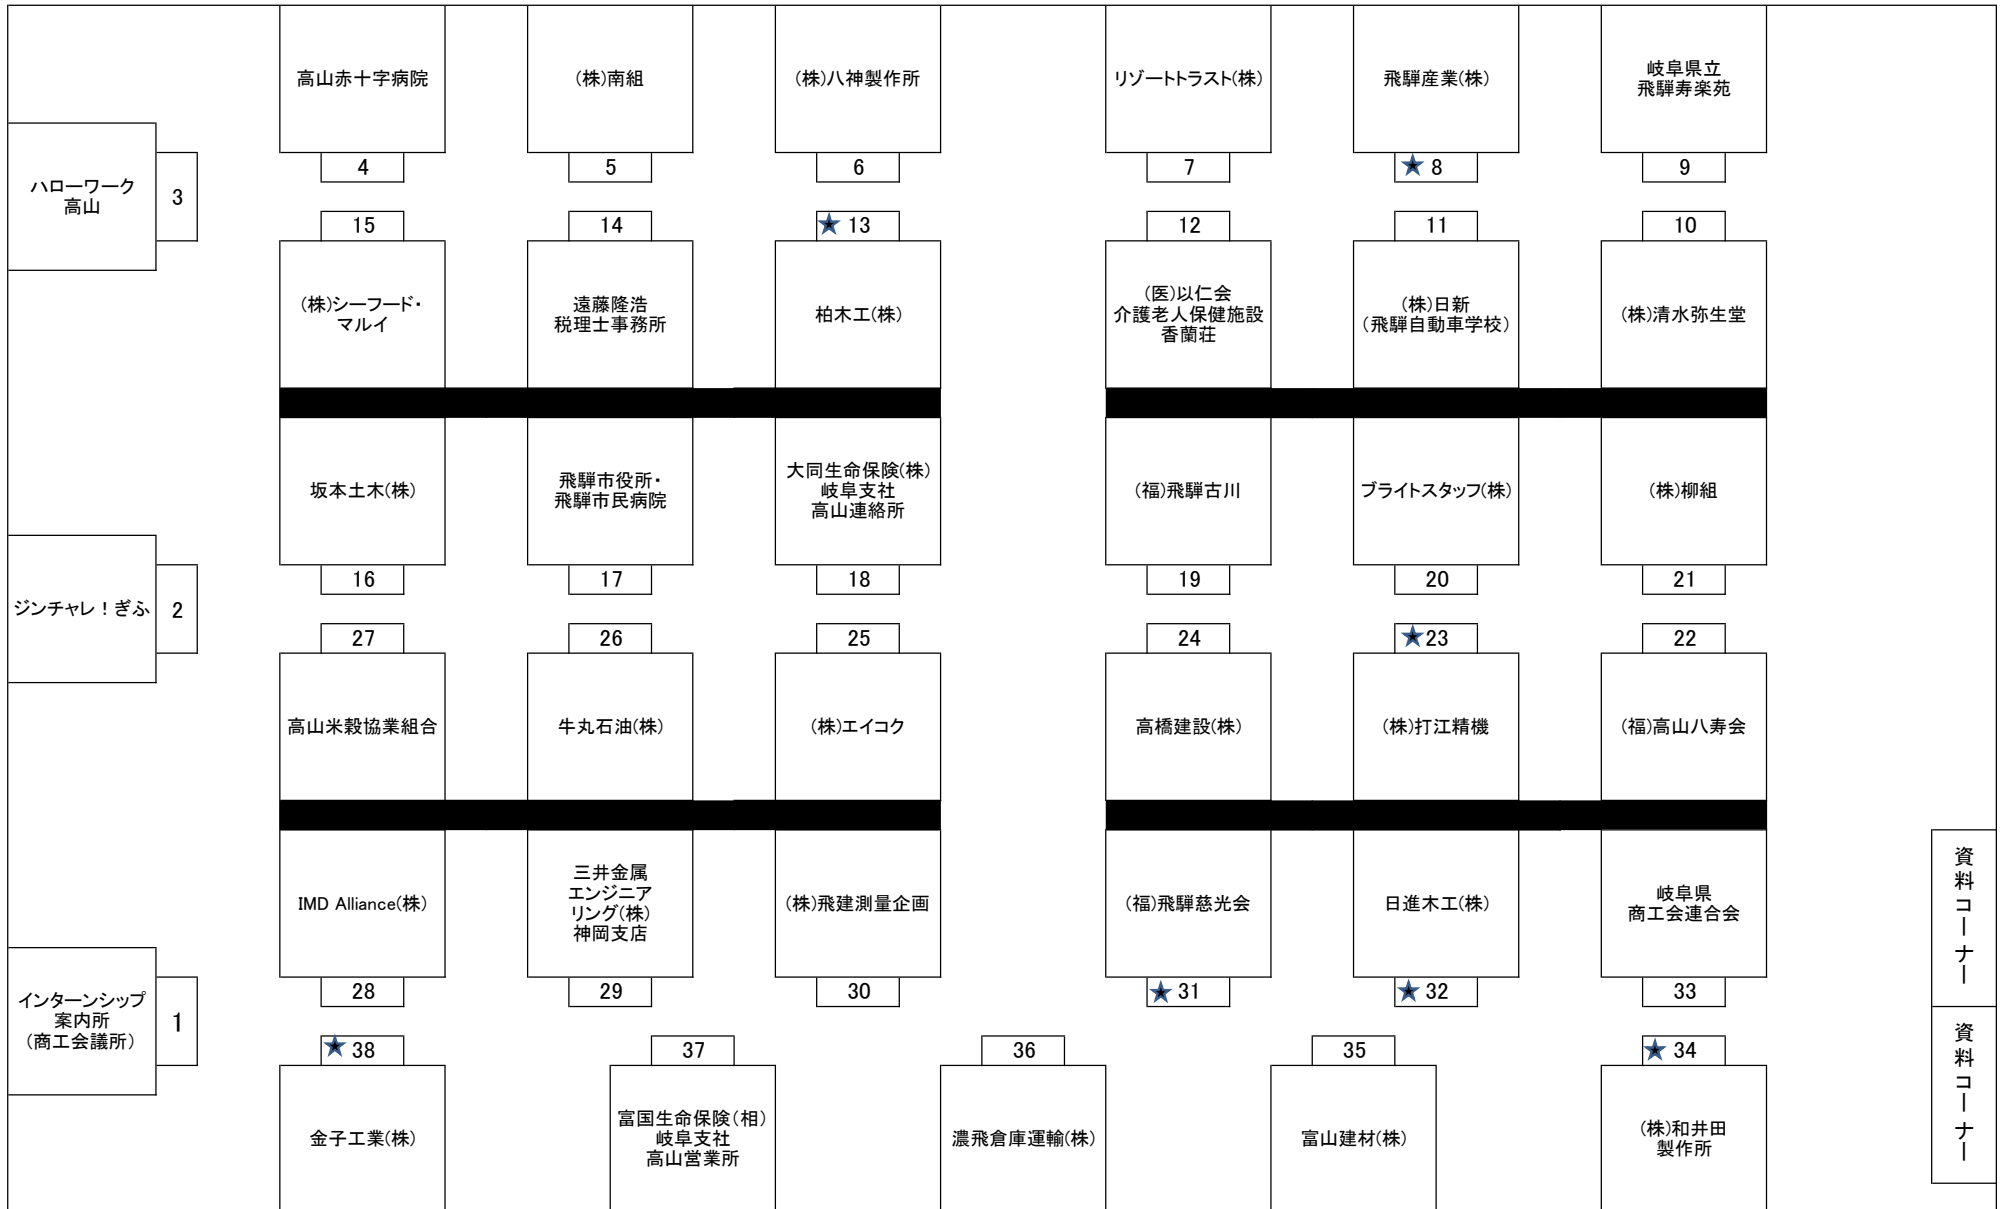 高山赤十字病院
(株)南組
(株)八神製作所
リゾートトラスト(株)
飛騨産業(株)
岐阜県立
飛騨寿楽苑
4
5
6
7
★ 8
9
ハローワーク
高山
3
15
14
★ 13
12
11
10
(株)シーフード・
マルイ
遠藤隆浩
税理士事務所
柏木工(株)
(医)以仁会
介護老人保健施設
香蘭荘
(株)日新
(飛騨自動車学校)
(株)清水弥生堂
坂本土木(株)
飛騨市役所・
飛騨市民病院
大同生命保険(株)
岐阜支社
高山連絡所
(福)飛騨古川
ブライトスタッフ(株)
(株)柳組
16
17
18
19
20
21
ジンチャレ！ぎふ
2
27
26
25
24
★ 23
22
高山米穀協業組合
牛丸石油(株)
(株)エイコク
高橋建設(株)
(株)打江精機
(福)高山八寿会
IMD Alliance(株)
三井金属
エンジニア
リング(株)
神岡支店
(株)飛建測量企画
(福)飛騨慈光会
日進木工(株)
岐阜県
商工会連合会
資料コーナー
28
29
30
★ 31
★ 32
33
インターンシップ
案内所
(商工会議所)
1
★ 38
37
36
35
★ 34
資料コーナー
金子工業(株)
富国生命保険(相)
岐阜支社
高山営業所
濃飛倉庫運輸(株)
富山建材(株)
(株)和井田
製作所